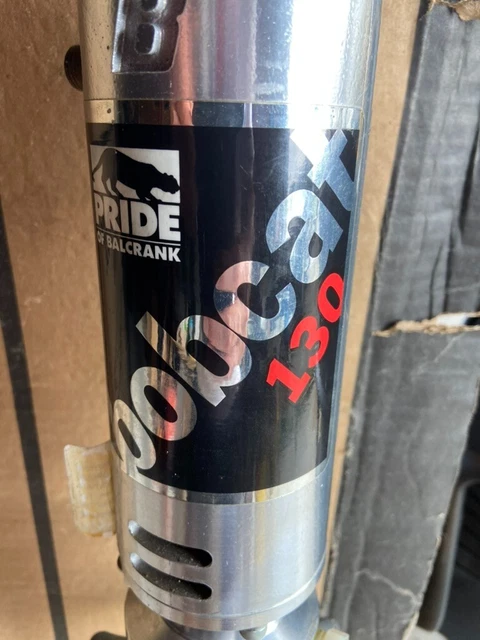 B
PRIDE
OF BALCRANK
bobcat
130